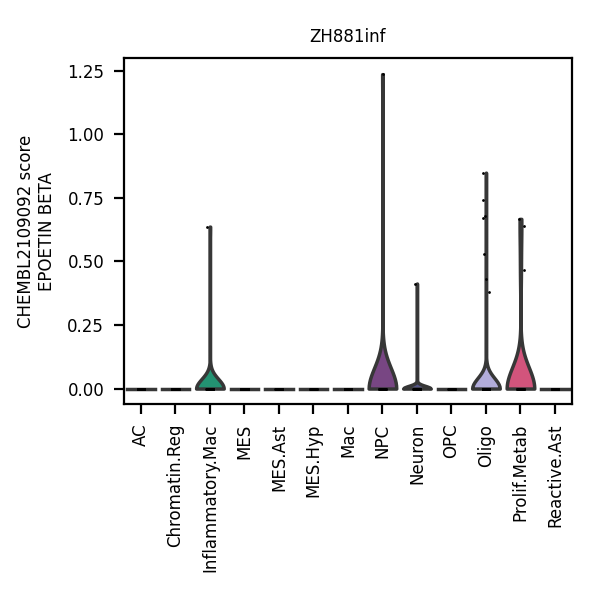 ZH881inf
CHEMBL2109092 score
EPOETIN BETA
1.25
1.00
0.75
0.50
0.25
0.00
AC
Chromatin.Reg
Inflammatory.Mac
MES
MES.Ast
MES.Hyp
Mac
NPC
Neuron
OPC
Oligo
Prolif.Metab
Reactive.Ast